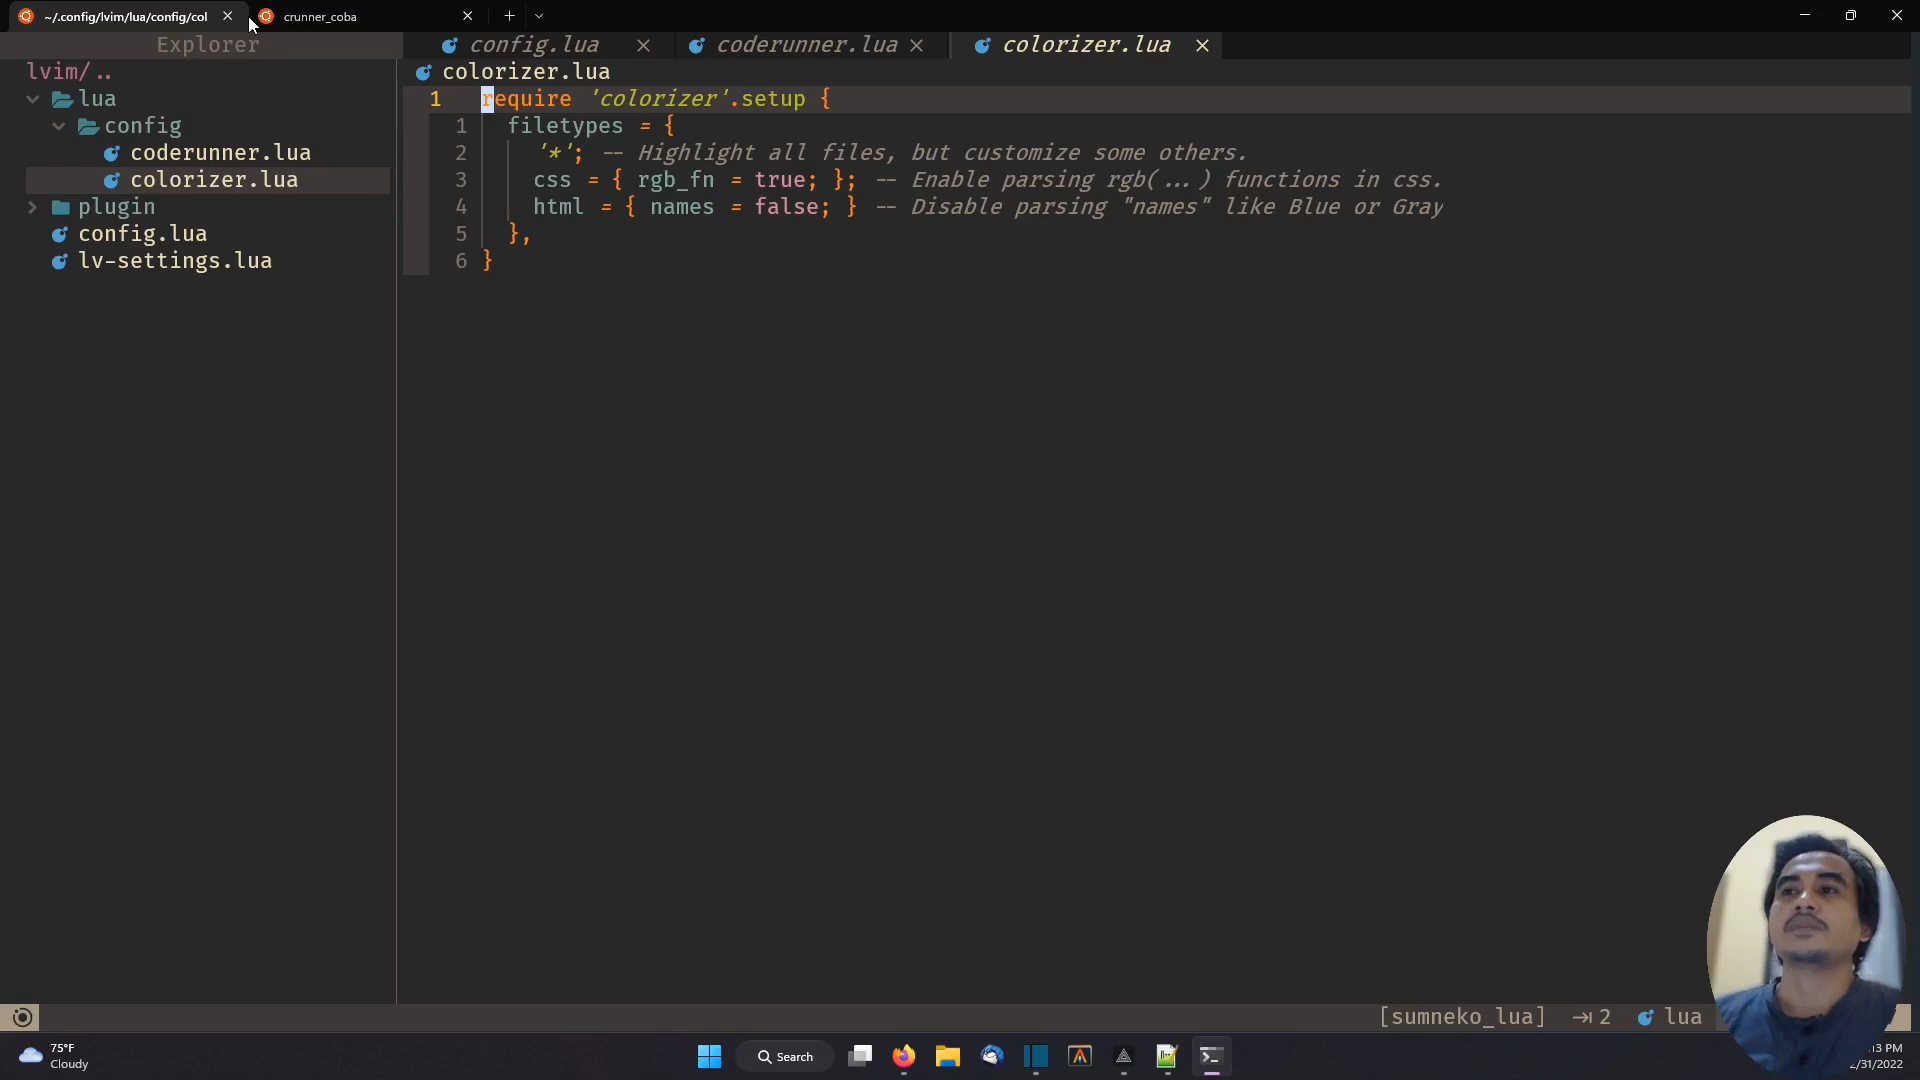 ~/.config/lvim/lua/config/col
crunner_coba
Explorer
config.lua
coderunner.lua
colorizer.lua
lvim/..
lua
config
coderunner.lua
colorizer.lua
plugin
config.lua
lv-settings.lua
colorizer.lua
1 require 'colorizer'.setup {
1 filetypes = {
2 '*'; -- Highlight all files, but customize some others.
3 css = { rgb_fn = true; }; -- Enable parsing rgb(...) functions in css.
4 html = { names = false; } -- Disable parsing "names" like Blue or Gray
5 },
6 }
[sumneko_lua] 2 lua
75°F
Cloudy
Search
13 PM
/31/2022